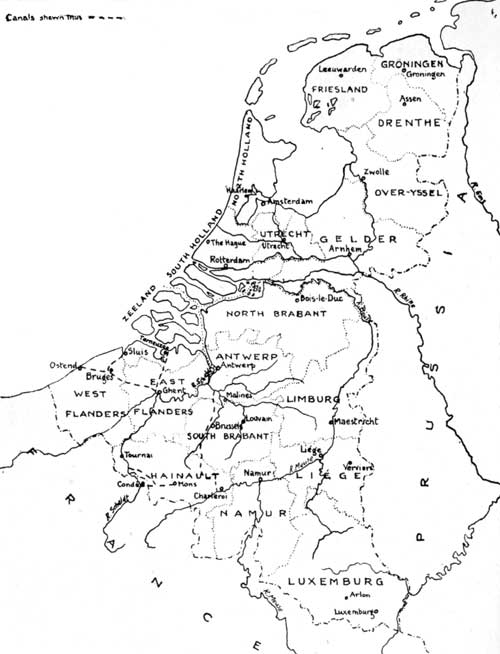 Canals shewn thus
GRONINGEN
Groningen
Leeuwarden
FRIESLAND
Assen
DRENTHE
Zwolle
OVER-YSSEL
R. Ems
NORTH HOLLAND
Haarlem
Amsterdam
SOUTH HOLLAND
UTRECHT
Utrecht
GELDER
Arnhem
The Hague
Rotterdam
R. Rhine
ZEELAND
Bois-le-Duc
NORTH BRABANT
Terneuzen
Sluis
ANTWERP
Antwerp
Ostend
Bruges
EAST
FLANDERS
Ghent
WEST
FLANDERS
Malines
LIMBURG
Louvain
Brussels
SOUTH BRABANT
Maestricht
Tournai
Liège
R. Meuse
Verviers
LIEGE
HAINAULT
Condé
Mons
Namur
Charleroi
R. Scheldt
NAMUR
LUXEMBURG
Arlon
Luxemburg
R. Meuse
FRANCE
PRUSSIA